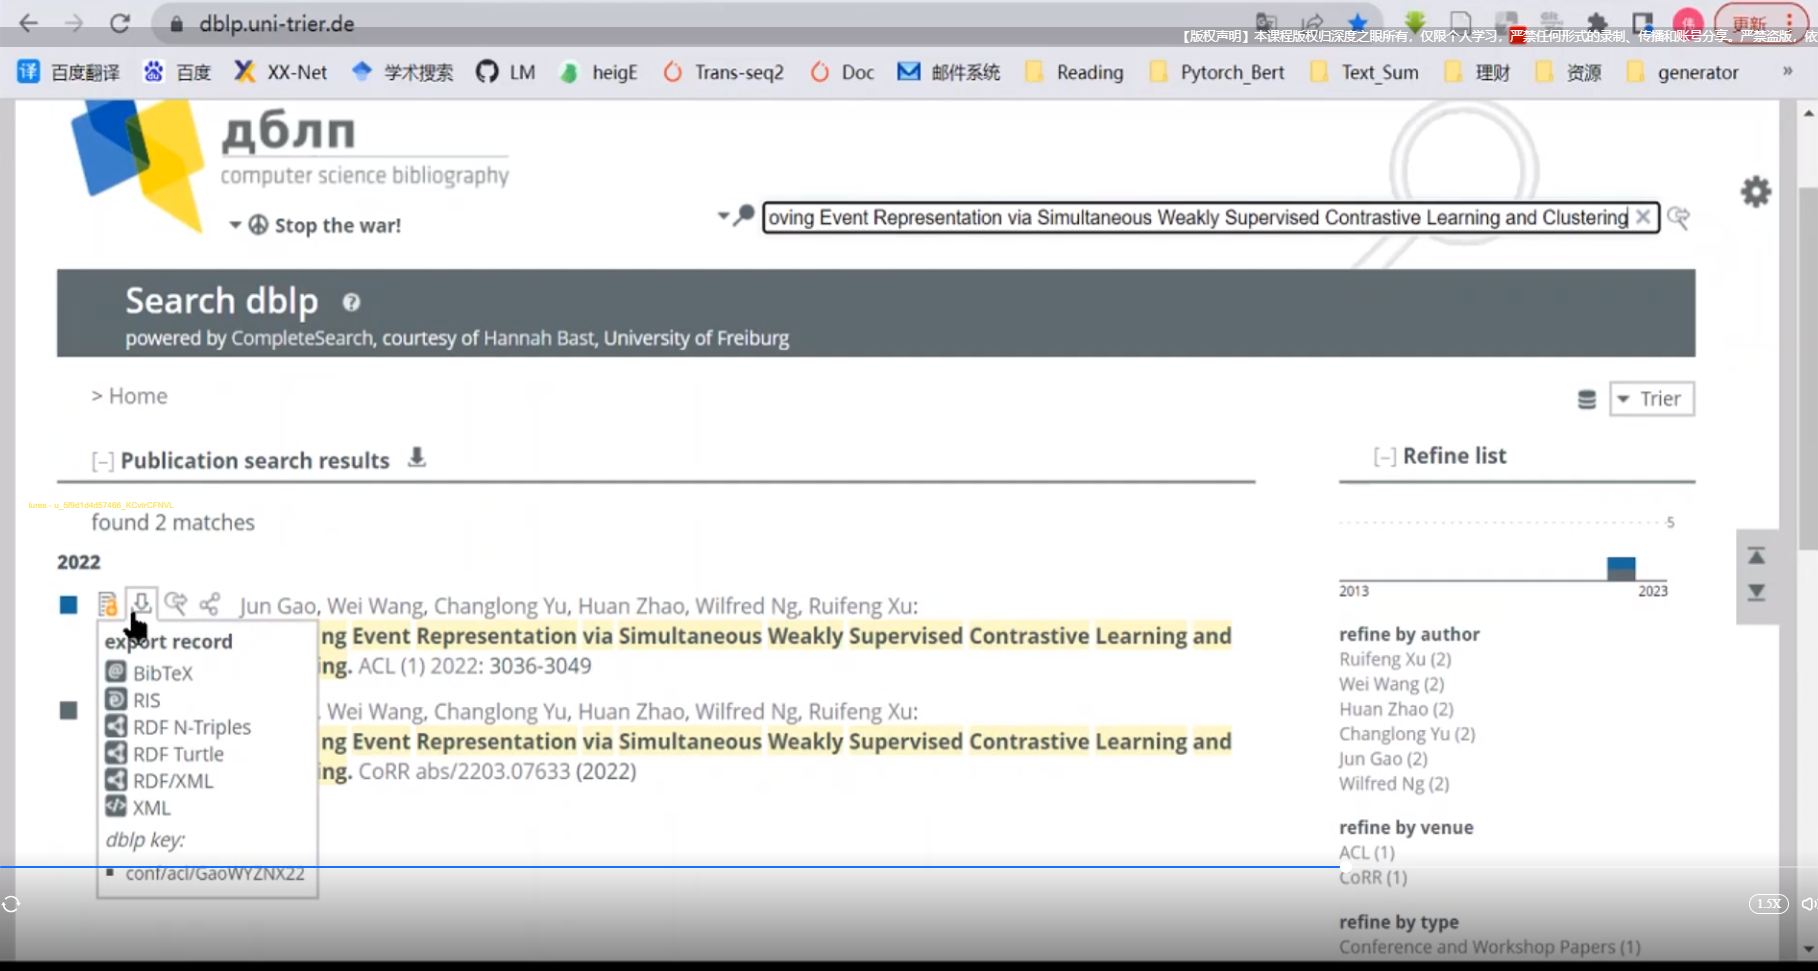 dblp.uni-trier.de
更新
【版权声明】本课程版权归深度之眼所有，仅限个人学习，严禁任何形式的录制、传播和账号分享。严禁盗版，依
译 百度翻译 百度 XX-Net 学术搜索 LM heigE Trans-seq2 Doc 邮件系统 Reading Pytorch_Bert Text_Sum 理财 资源 generator »
дблп
computer science bibliography
Stop the war!
oving Event Representation via Simultaneous Weakly Supervised Contrastive Learning and Clustering
Search dblp ?
powered by CompleteSearch, courtesy of Hannah Bast, University of Freiburg
> Home
Trier
[–] Publication search results
found 2 matches
2022
Jun Gao, Wei Wang, Changlong Yu, Huan Zhao, Wilfred Ng, Ruifeng Xu:
ng Event Representation via Simultaneous Weakly Supervised Contrastive Learning and
ing. ACL (1) 2022: 3036-3049
, Wei Wang, Changlong Yu, Huan Zhao, Wilfred Ng, Ruifeng Xu:
ng Event Representation via Simultaneous Weakly Supervised Contrastive Learning and
ing. CoRR abs/2203.07633 (2022)
export record
BibTeX
RIS
RDF N-Triples
RDF Turtle
RDF/XML
XML
dblp key:
conf/acl/GaoWYZNX22
[–] Refine list
5
2013 2023
refine by author
Ruifeng Xu (2)
Wei Wang (2)
Huan Zhao (2)
Changlong Yu (2)
Jun Gao (2)
Wilfred Ng (2)
refine by venue
ACL (1)
CoRR (1)
refine by type
Conference and Workshop Papers (1)
1.5X